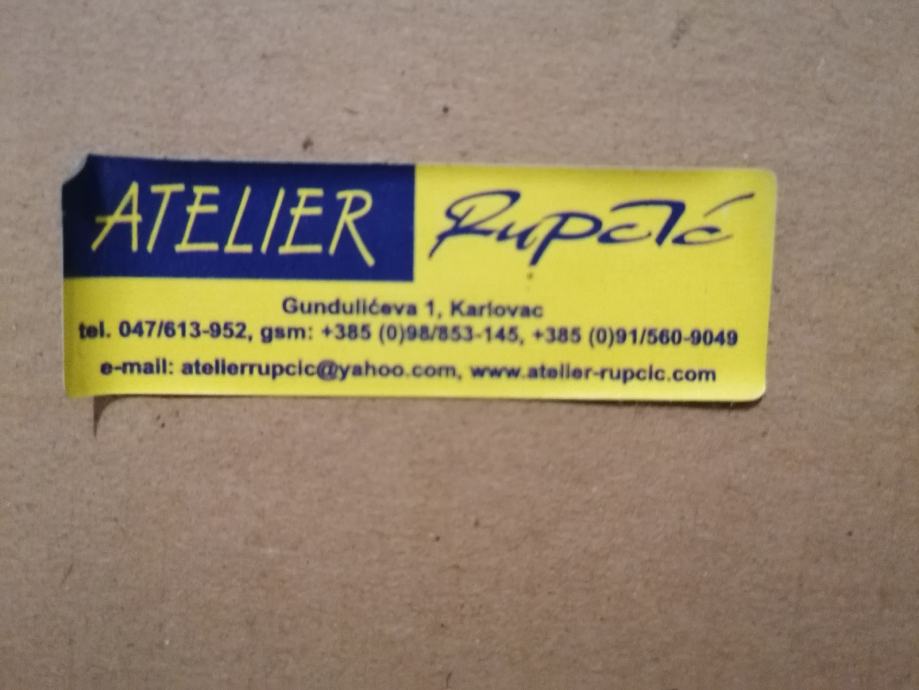 ATELIER Rupčić
Gundulićeva 1, Karlovac
tel. 047/613-952, gsm: +385 (0)98/853-145, +385 (0)91/560-9049
e-mail: atelierrupcic@yahoo.com, www.atelier-rupcic.com